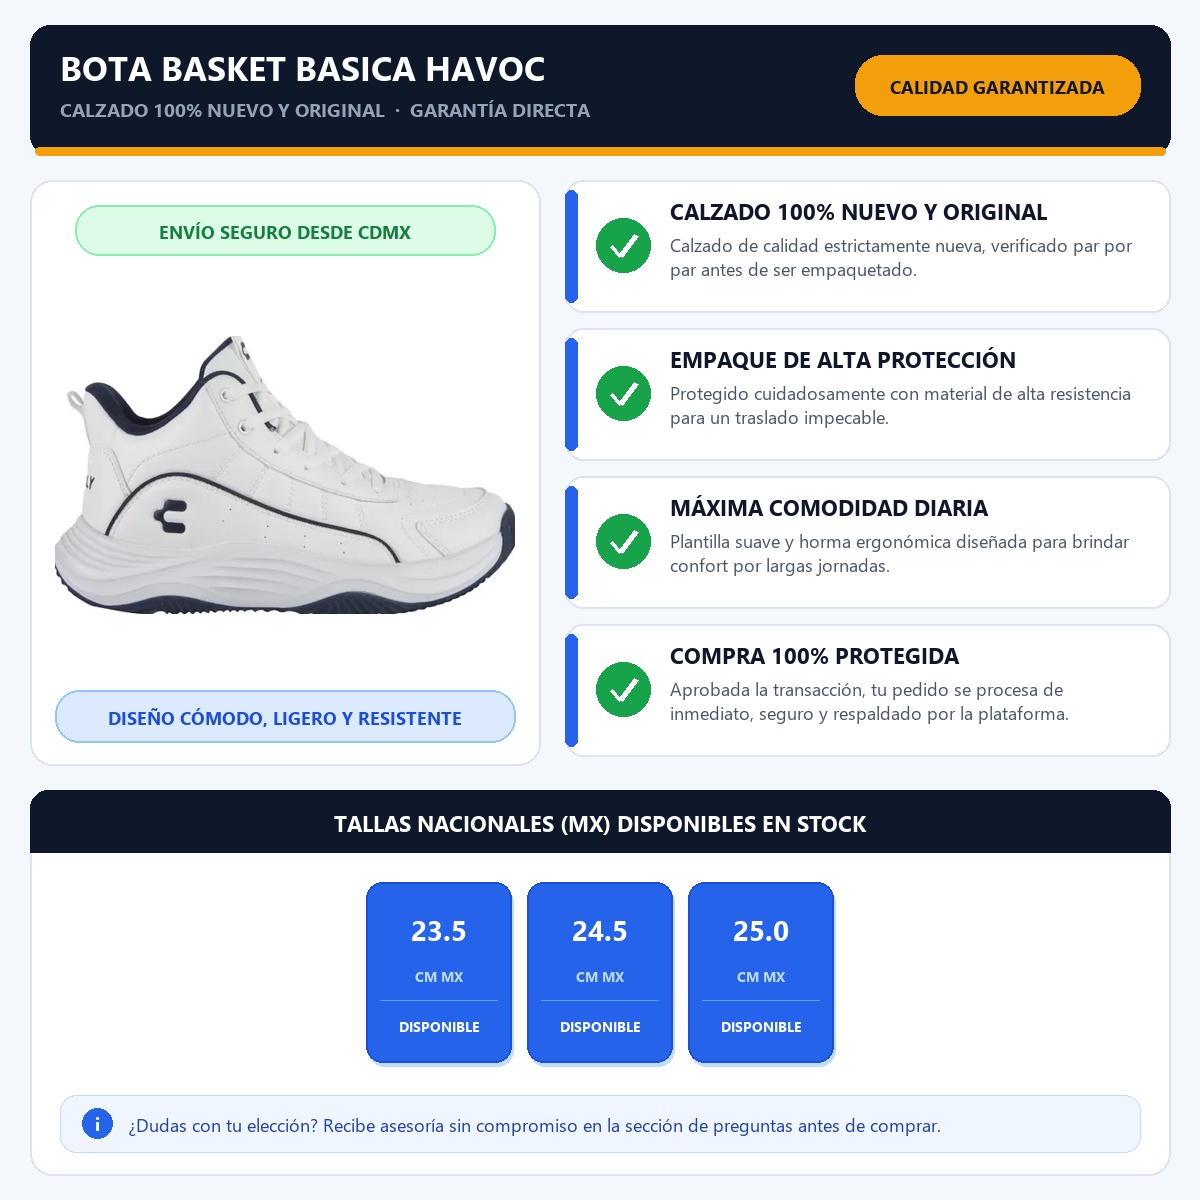 BOTA BASKET BASICA HAVOC
CALZADO 100% NUEVO Y ORIGINAL · GARANTÍA DIRECTA
CALIDAD GARANTIZADA
ENVÍO SEGURO DESDE CDMX
LY
DISEÑO CÓMODO, LIGERO Y RESISTENTE
CALZADO 100% NUEVO Y ORIGINAL
Calzado de calidad estrictamente nueva, verificado par por
par antes de ser empaquetado.
EMPAQUE DE ALTA PROTECCIÓN
Protegido cuidadosamente con material de alta resistencia
para un traslado impecable.
MÁXIMA COMODIDAD DIARIA
Plantilla suave y horma ergonómica diseñada para brindar
confort por largas jornadas.
COMPRA 100% PROTEGIDA
Aprobada la transacción, tu pedido se procesa de
inmediato, seguro y respaldado por la plataforma.
TALLAS NACIONALES (MX) DISPONIBLES EN STOCK
23.5
CM MX
DISPONIBLE
24.5
CM MX
DISPONIBLE
25.0
CM MX
DISPONIBLE
¿Dudas con tu elección? Recibe asesoría sin compromiso en la sección de preguntas antes de comprar.